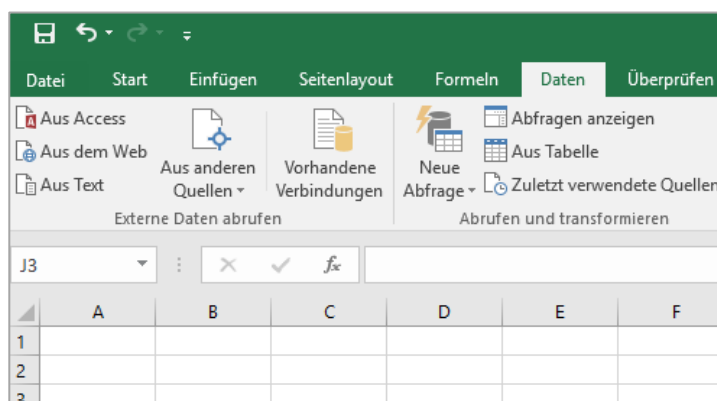 Datei Start Einfügen Seitenlayout Formeln Daten Überprüfen
Aus Access
Aus dem Web
Aus Text
Aus anderen
Quellen
Vorhandene
Verbindungen
Externe Daten abrufen
Neue
Abfrage
Abfragen anzeigen
Aus Tabelle
Zuletzt verwendete Quellen
Abrufen und transformieren
J3 fx
A B C D E F
1
2
3